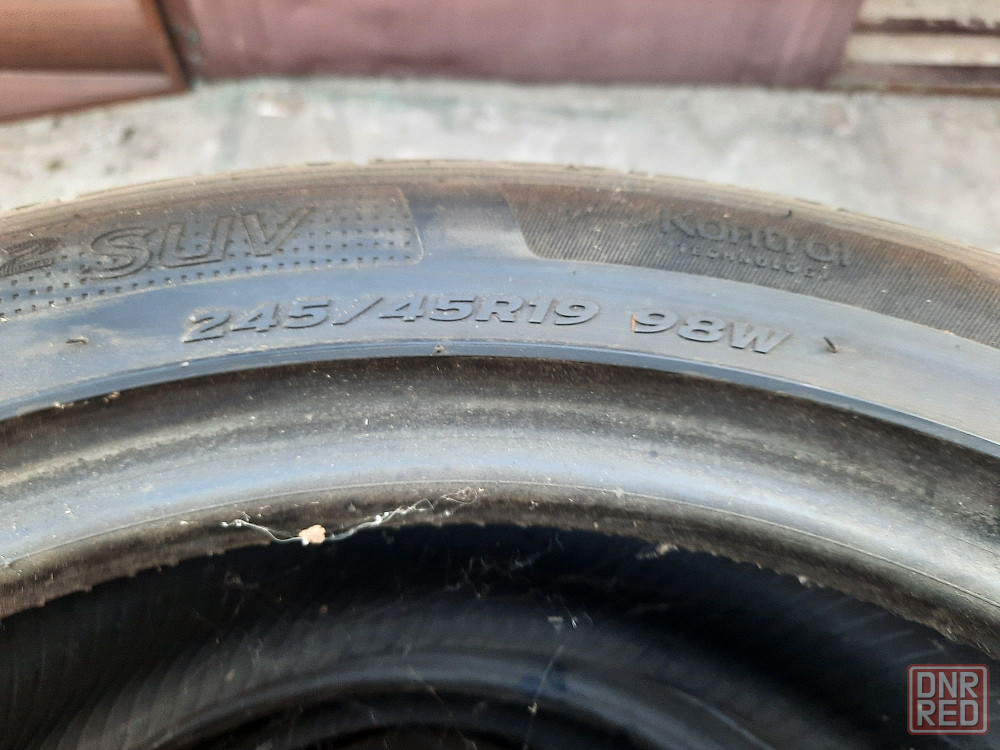 2 SUV
Kontrol
TECHNOLOGY
245/45R19 98W
DNR
RED